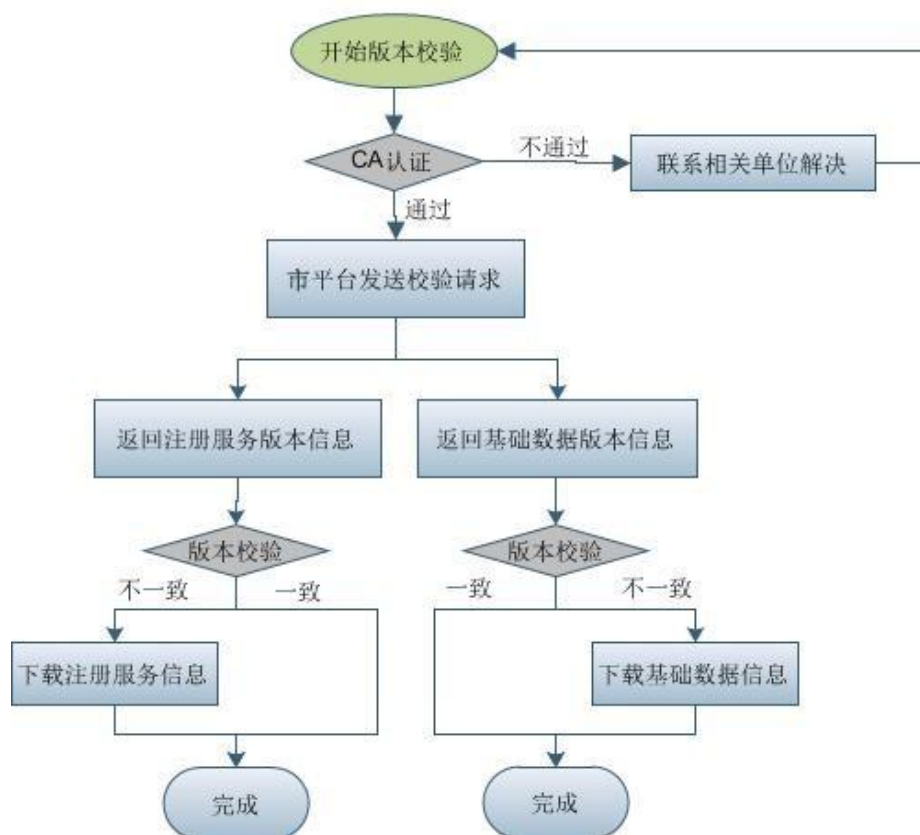 开始版本校验
CA认证
不通过
联系相关单位解决
通过
市平台发送校验请求
返回注册服务版本信息
返回基础数据版本信息
版本校验
版本校验
不一致
一致
一致
不一致
下载注册服务信息
下载基础数据信息
完成
完成